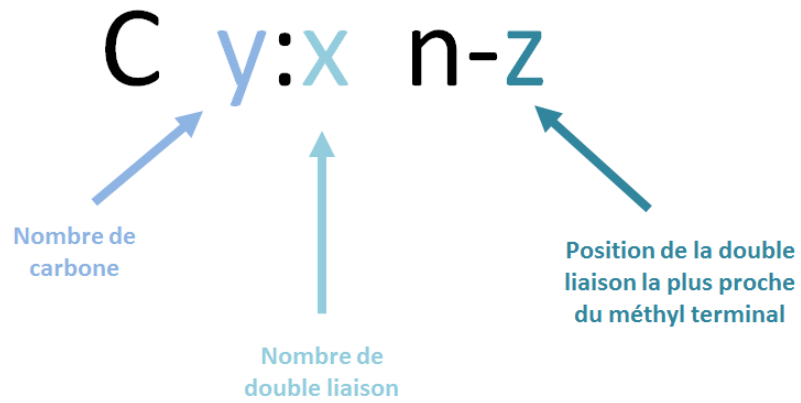 C y:x n-z
Nombre de
carbone
Position de la double
liaison la plus proche
du méthyl terminal
Nombre de
double liaison